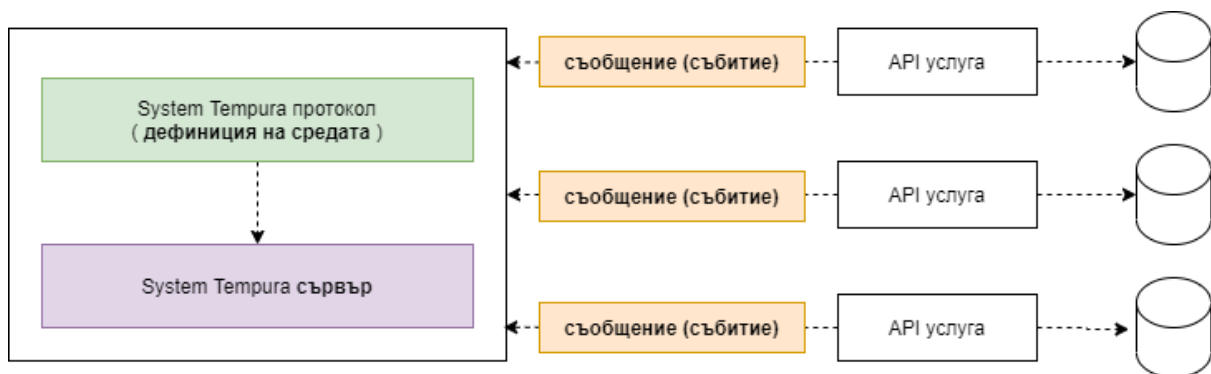 System Tempura протокол
( дефиниция на средата )
System Tempura сървър
съобщение (събитие)
API услуга
съобщение (събитие)
API услуга
съобщение (събитие)
API услуга